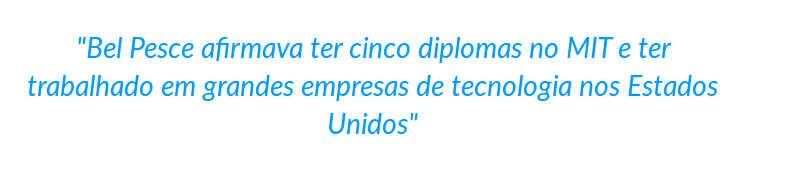 "Bel Pesce afirmava ter cinco diplomas no MIT e ter
trabalhado em grandes empresas de tecnologia nos Estados
Unidos"